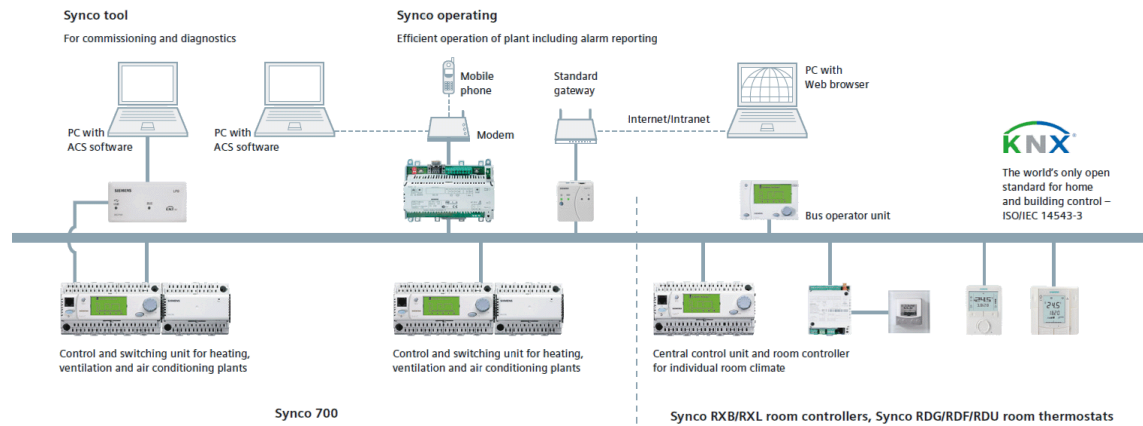 Synco tool
For commissioning and diagnostics
Synco operating
Efficient operation of plant including alarm reporting
PC with
ACS software
PC with
ACS software
Mobile
phone
Modem
Standard
gateway
Internet/Intranet
PC with
Web browser
KNX
The world's only open
standard for home
and building control –
ISO/IEC 14543-3
SIEMENS
Bus operator unit
Control and switching unit for heating,
ventilation and air conditioning plants
Control and switching unit for heating,
ventilation and air conditioning plants
Central control unit and room controller
for individual room climate
Synco 700
Synco RXB/RXL room controllers, Synco RDG/RDF/RDU room thermostats